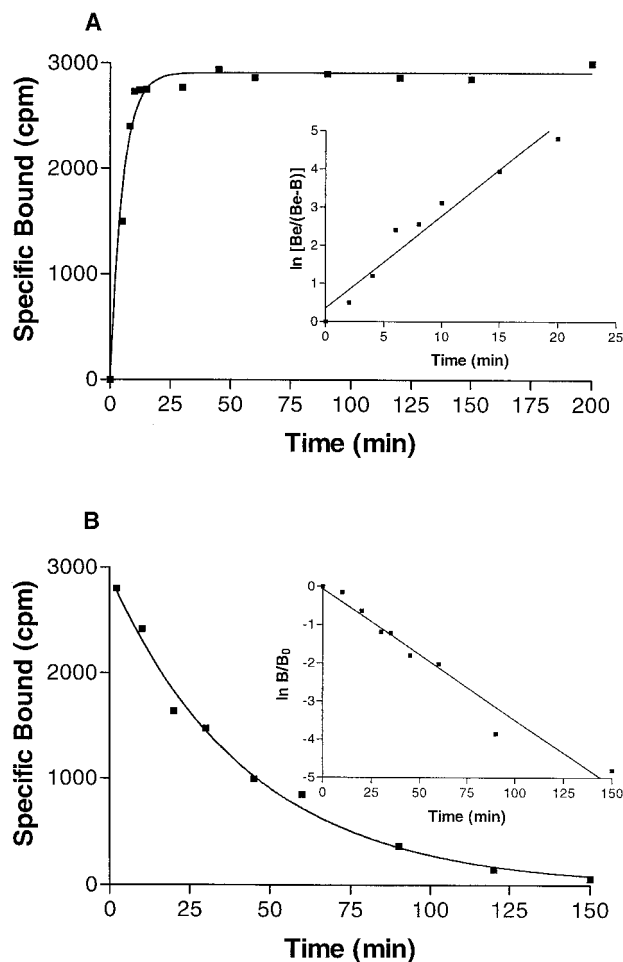 A
3000
2000
1000
0
Specific Bound (cpm)
0 25 50 75 100 125 150 175 200
Time (min)
5
4
3
2
1
0
ln [Be/(Be-B)]
0 5 10 15 20 25
Time (min)
B
3000
2000
1000
0
Specific Bound (cpm)
0 25 50 75 100 125 150
Time (min)
0
-1
-2
-3
-4
-5
ln B/B₀
0 25 50 75 100 125 150
Time (min)